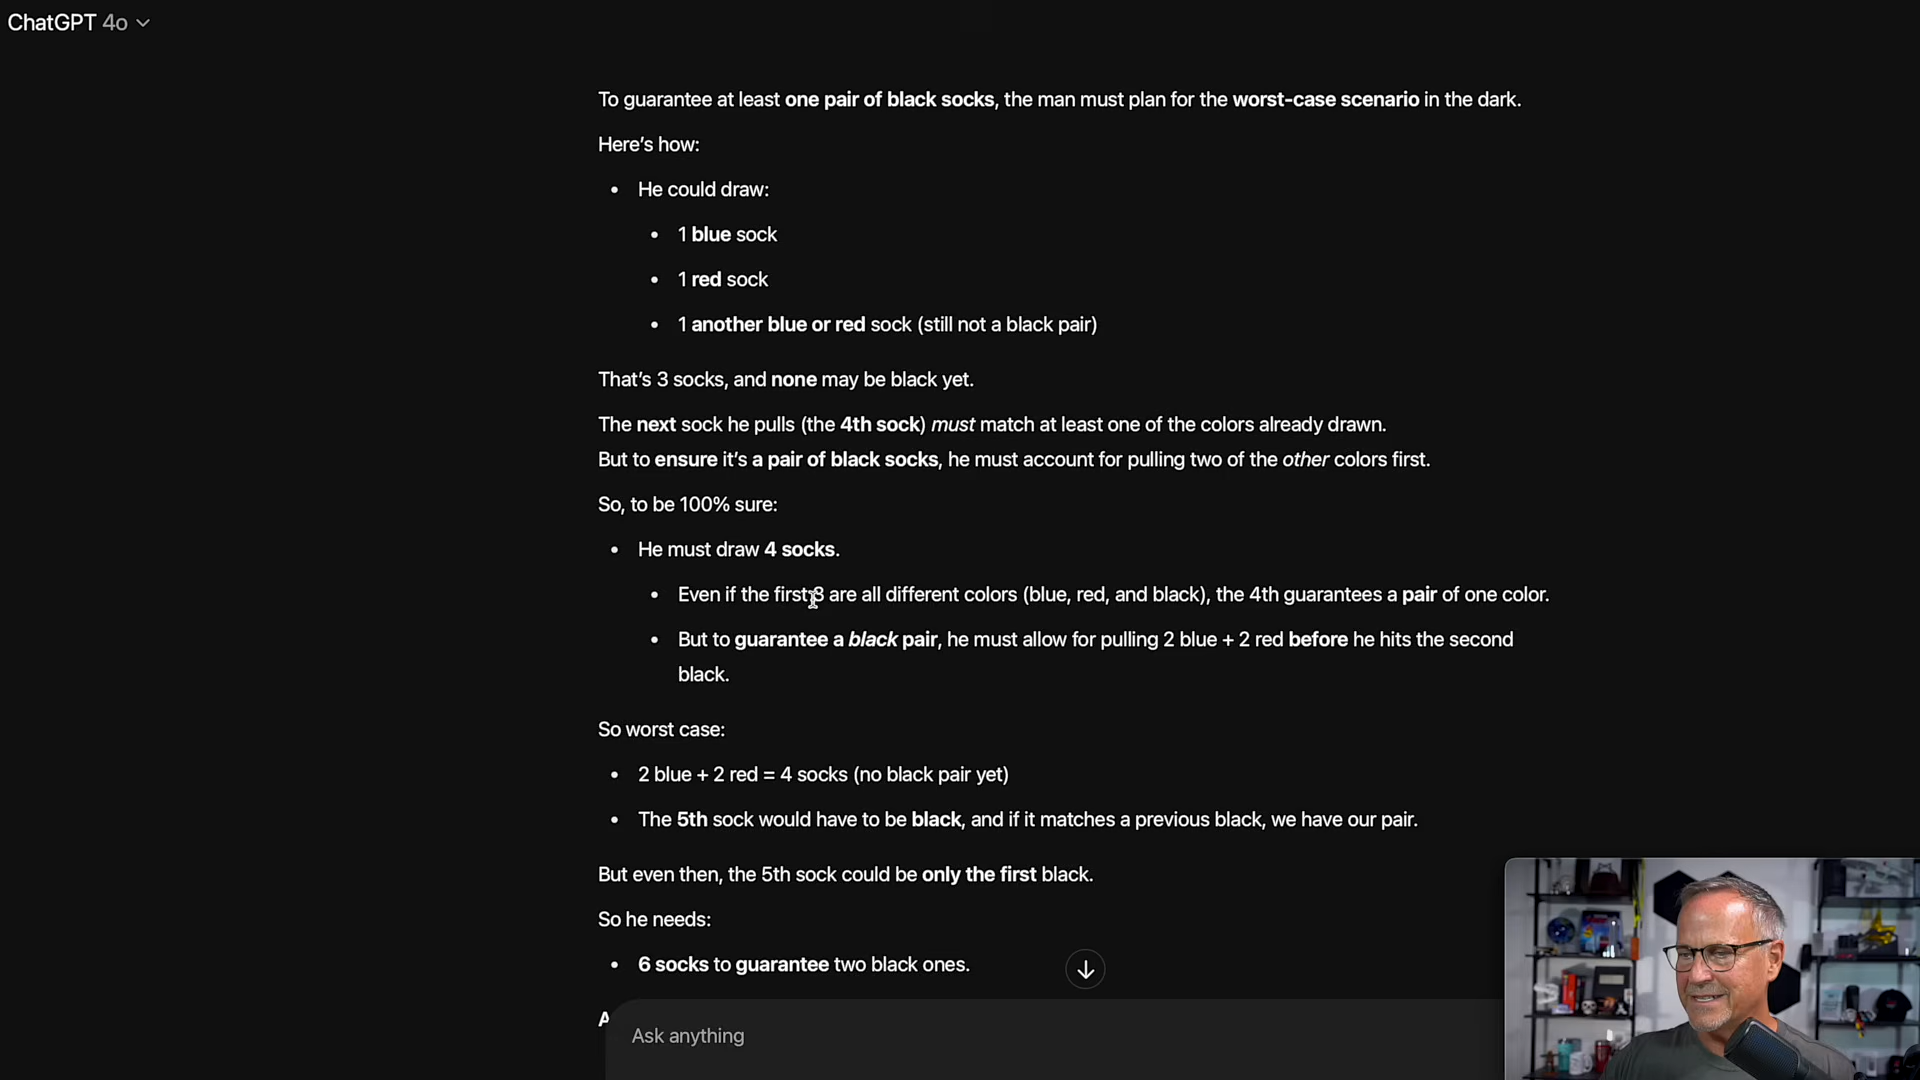 ChatGPT 4o
To guarantee at least one pair of black socks, the man must plan for the worst-case scenario in the dark.
Here’s how:
• He could draw:
• 1 blue sock
• 1 red sock
• 1 another blue or red sock (still not a black pair)
That’s 3 socks, and none may be black yet.
The next sock he pulls (the 4th sock) must match at least one of the colors already drawn.
But to ensure it’s a pair of black socks, he must account for pulling two of the other colors first.
So, to be 100% sure:
• He must draw 4 socks.
• Even if the first 3 are all different colors (blue, red, and black), the 4th guarantees a pair of one color.
• But to guarantee a black pair, he must allow for pulling 2 blue + 2 red before he hits the second
black.
So worst case:
• 2 blue + 2 red = 4 socks (no black pair yet)
• The 5th sock would have to be black, and if it matches a previous black, we have our pair.
But even then, the 5th sock could be only the first black.
So he needs:
• 6 socks to guarantee two black ones.
Ask anything